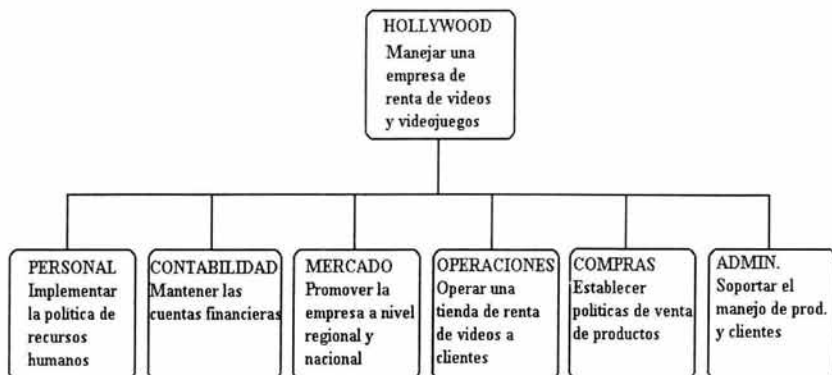 HOLLYWOOD
Manejar una
empresa de
renta de videos
y videojuegos
PERSONAL
Implementar
la política de
recursos
humanos
CONTABILIDAD
Mantener las
cuentas financieras
MERCADO
Promover la
empresa a nivel
regional y
nacional
OPERACIONES
Operar una
tienda de renta
de videos a
clientes
COMPRAS
Establecer
políticas de venta
de productos
ADMIN.
Soportar el
manejo de prod.
y clientes